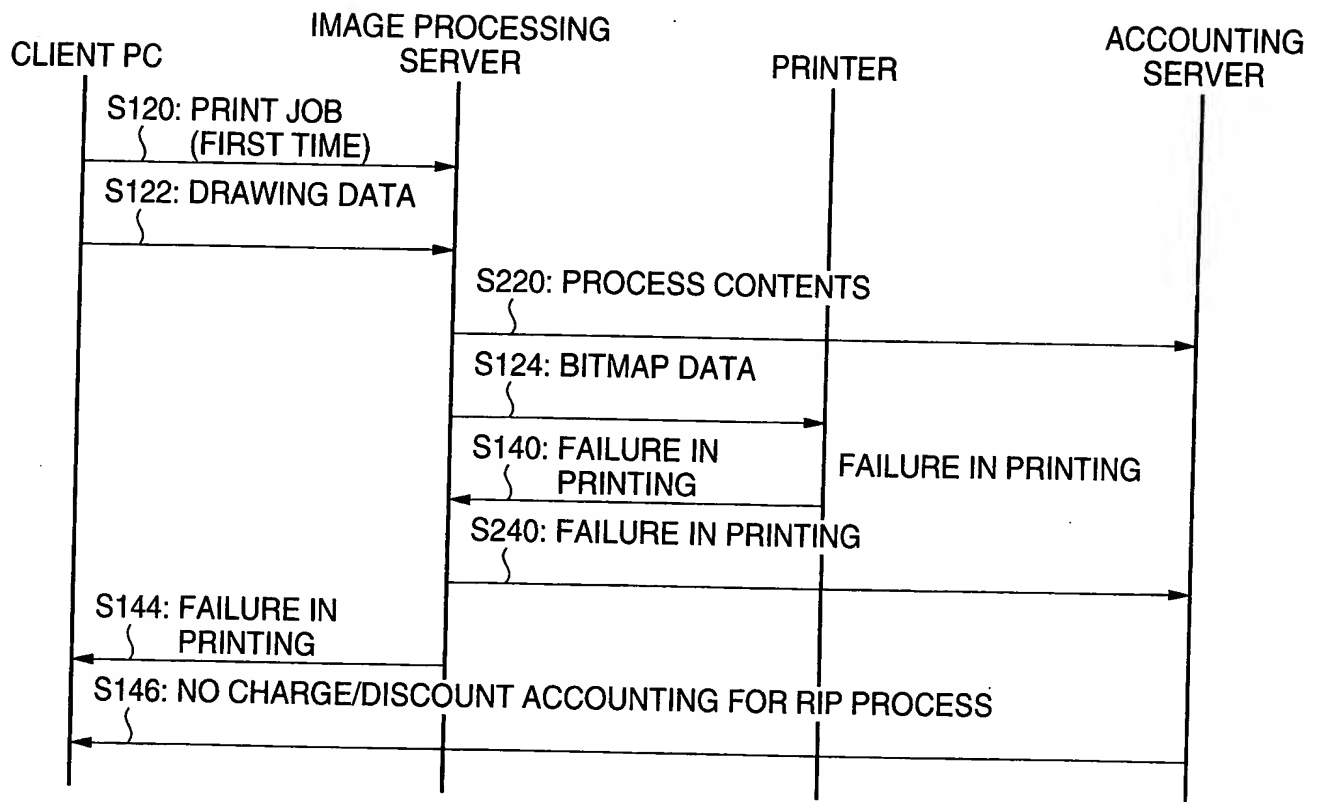 CLIENT PC
IMAGE PROCESSING
SERVER
PRINTER
ACCOUNTING
SERVER
S120: PRINT JOB
(FIRST TIME)
S122: DRAWING DATA
S220: PROCESS CONTENTS
S124: BITMAP DATA
S140: FAILURE IN
PRINTING
FAILURE IN PRINTING
S240: FAILURE IN PRINTING
S144: FAILURE IN
PRINTING
S146: NO CHARGE/DISCOUNT ACCOUNTING FOR RIP PROCESS